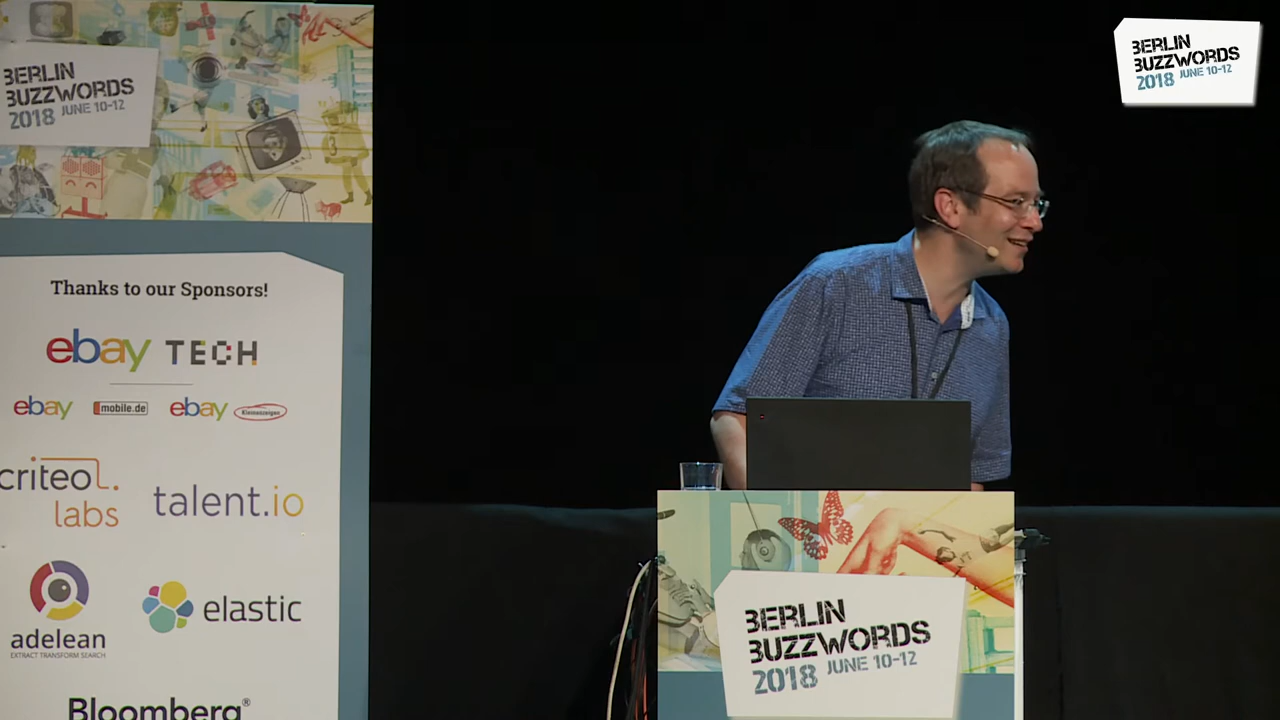 BERLIN
BUZZWORDS
2018 JUNE 10-12
Thanks to our Sponsors!
ebay TECH
ebay
mobile.de
ebay
Kleinanzeigen
criteo
labs
talent.io
adelean
EXTRACT TRANSFORM SEARCH
elastic
Bloomberg®
BERLIN
BUZZWORDS
2018 JUNE 10-12
BERLIN
BUZZWORDS
2018 JUNE 10-12